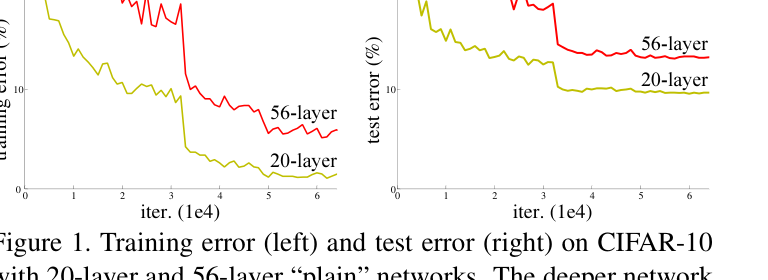 training error (%)
10
0
0 1 2 3 4 5 6
iter. (1e4)
56-layer
20-layer
test error (%)
10
0
0 1 2 3 4 5 6
iter. (1e4)
56-layer
20-layer
Figure 1. Training error (left) and test error (right) on CIFAR-10
with 20-layer and 56-layer “plain” networks. The deeper network